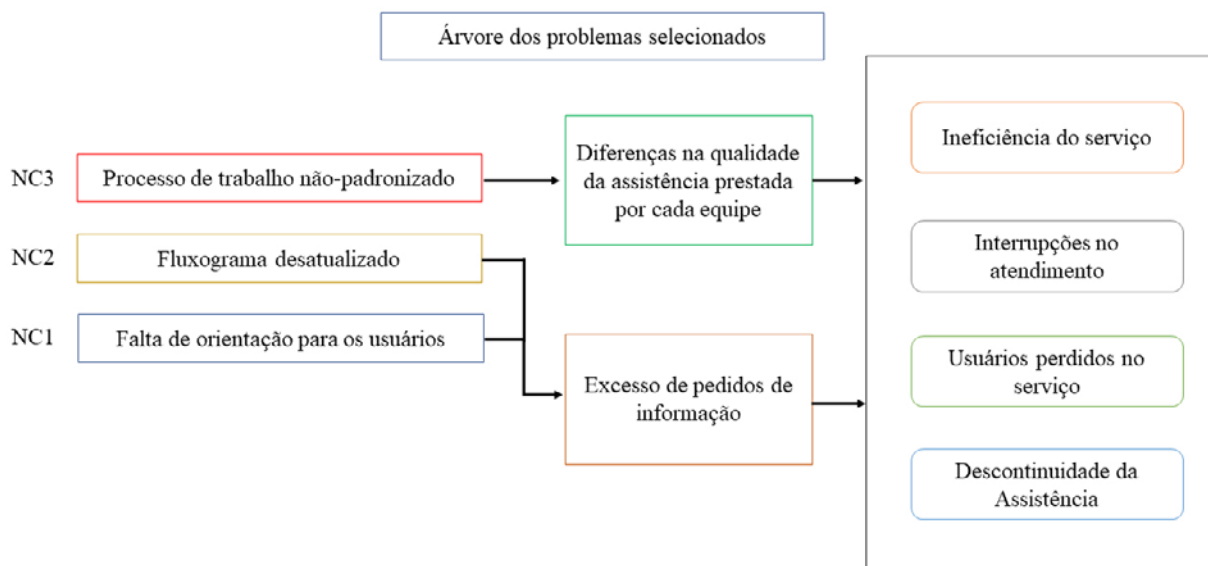 Árvore dos problemas selecionados
NC3
Processo de trabalho não-padronizado
NC2
Fluxograma desatualizado
NC1
Falta de orientação para os usuários
Diferenças na qualidade
da assistência prestada
por cada equipe
Excesso de pedidos de
informação
Ineficiência do serviço
Interrupções no
atendimento
Usuários perdidos no
serviço
Descontinuidade da
Assistência